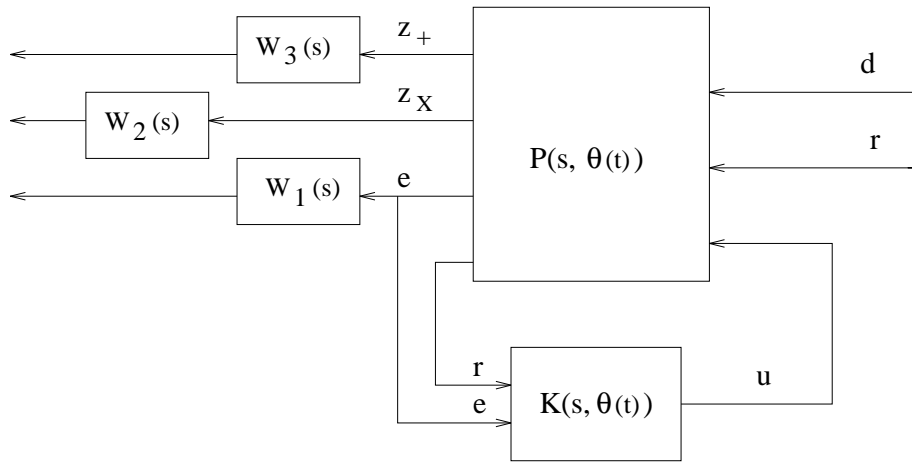 W3(s)
z+
d
W2(s)
zX
P(s, θ(t))
r
W1(s)
e
r
e
K(s, θ(t))
u